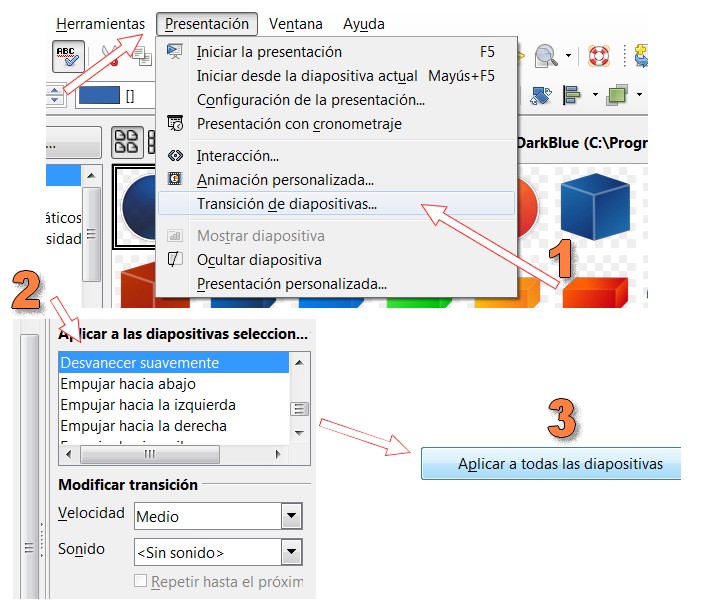 Herramientas Presentación Ventana Ayuda
ABC
Iniciar la presentación F5
Iniciar desde la diapositiva actual Mayús+F5
Configuración de la presentación...
[]
Presentación con cronometraje
... DarkBlue (C:\Progr
Interacción...
Animación personalizada...
Transición de diapositivas...
áticos
Mostrar diapositiva
sidad
Ocultar diapositiva
1
Presentación personalizada...
2
Aplicar a las diapositivas seleccion...
Desvanecer suavemente
Empujar hacia abajo
Empujar hacia la izquierda
Empujar hacia la derecha
3
Aplicar a todas las diapositivas
Modificar transición
Velocidad Medio
Sonido <Sin sonido>
Repetir hasta el próxim